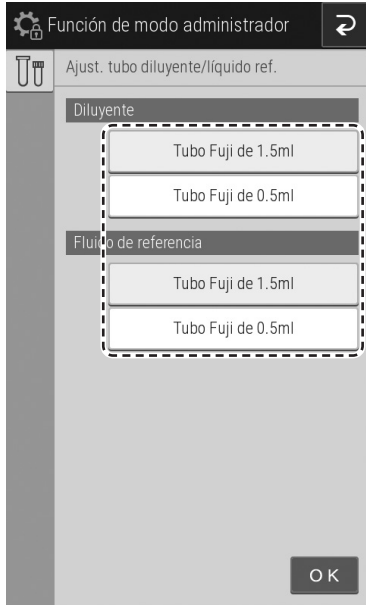 Función de modo administrador
Ajust. tubo diluyente/líquido ref.
Diluyente
Tubo Fuji de 1.5ml
Tubo Fuji de 0.5ml
Fluido de referencia
Tubo Fuji de 1.5ml
Tubo Fuji de 0.5ml
OK